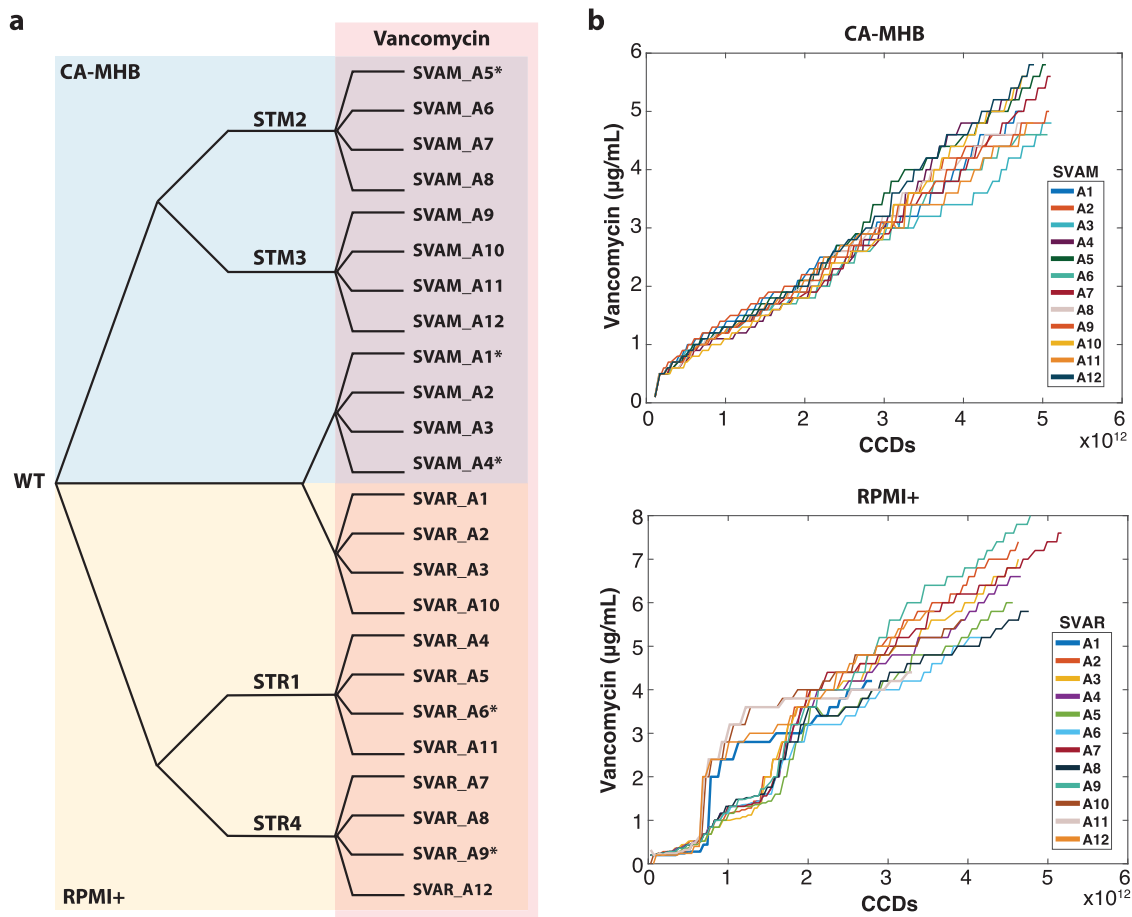 a
Vancomycin
CA-MHB
SVAM_A5*
STM2
SVAM_A6
SVAM_A7
SVAM_A8
SVAM_A9
STM3
SVAM_A10
SVAM_A11
SVAM_A12
SVAM_A1*
SVAM_A2
SVAM_A3
SVAM_A4*
WT
SVAR_A1
SVAR_A2
SVAR_A3
SVAR_A10
SVAR_A4
STR1
SVAR_A5
SVAR_A6*
SVAR_A11
SVAR_A7
STR4
SVAR_A8
SVAR_A9*
SVAR_A12
RPMI+
b
CA-MHB
Vancomycin (µg/mL)
6
5
4
3
2
1
0
0 1 2 3 4 5 6
x10¹²
CCDs
SVAM
A1
A2
A3
A4
A5
A6
A7
A8
A9
A10
A11
A12
RPMI+
Vancomycin (µg/mL)
8
7
6
5
4
3
2
1
0
0 1 2 3 4 5 6
x10¹²
CCDs
SVAR
A1
A2
A3
A4
A5
A6
A7
A8
A9
A10
A11
A12